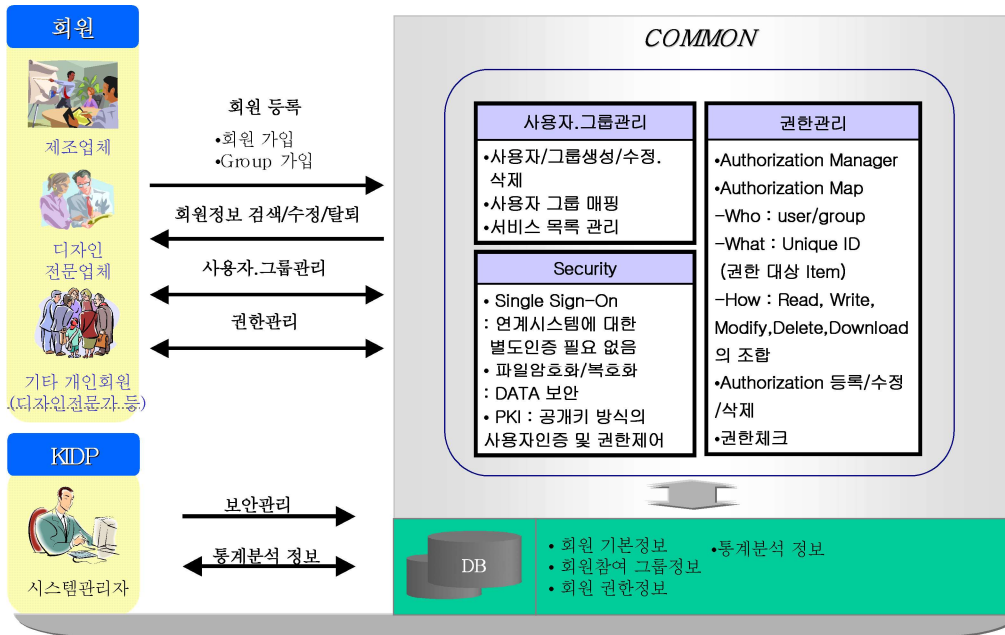 회원
제조업체
디자인
전문업체
기타 개인회원
(디자인전문가 등)
KIDP
시스템관리자
회원 등록
•회원 가입
•Group 가입
회원정보 검색/수정/탈퇴
사용자.그룹관리
권한관리
보안관리
통계분석 정보
COMMON
사용자.그룹관리
•사용자/그룹생성/수정.
삭제
•사용자 그룹 매핑
•서비스 목록 관리
Security
• Single Sign-On
: 연계시스템에 대한
별도인증 필요 없음
• 파일암호화/복호화
: DATA 보안
• PKI : 공개키 방식의
사용자인증 및 권한제어
권한관리
•Authorization Manager
•Authorization Map
-Who : user/group
-What : Unique ID
(권한 대상 Item)
-How : Read, Write,
Modify,Delete,Download
의 조합
•Authorization 등록/수정
/삭제
•권한체크
DB
• 회원 기본정보
• 회원참여 그룹정보
• 회원 권한정보
•통계분석 정보